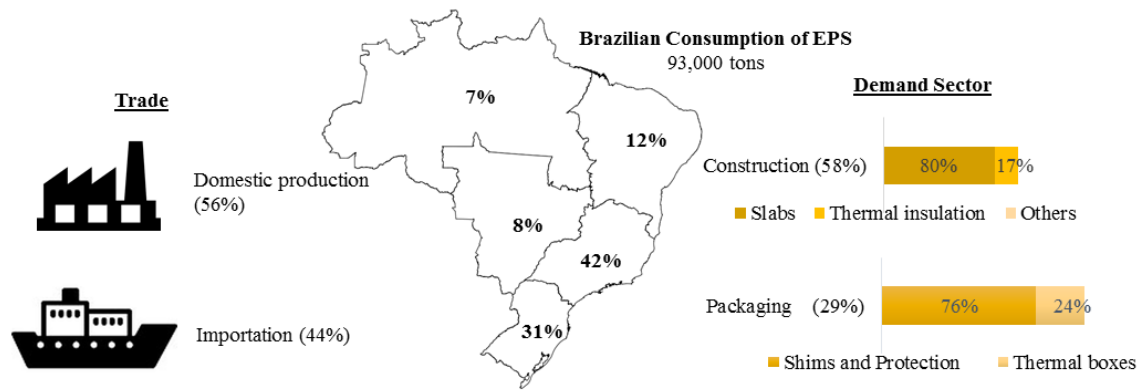 Brazilian Consumption of EPS
93,000 tons
Trade
Domestic production
(56%)
Importation (44%)
7%
12%
8%
42%
31%
Demand Sector
Construction (58%)
80%
17%
Slabs
Thermal insulation
Others
Packaging (29%)
76%
24%
Shims and Protection
Thermal boxes